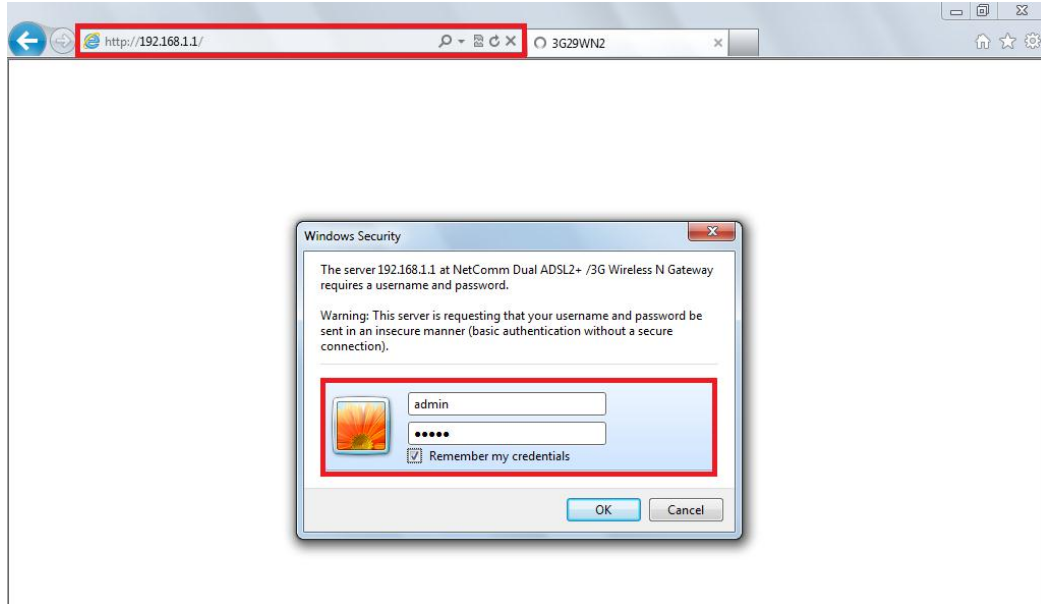 http://192.168.1.1/
3G29WN2
Windows Security
The server 192.168.1.1 at NetComm Dual ADSL2+ /3G Wireless N Gateway
requires a username and password.
Warning: This server is requesting that your username and password be
sent in an insecure manner (basic authentication without a secure
connection).
admin
•••••
Remember my credentials
OK
Cancel